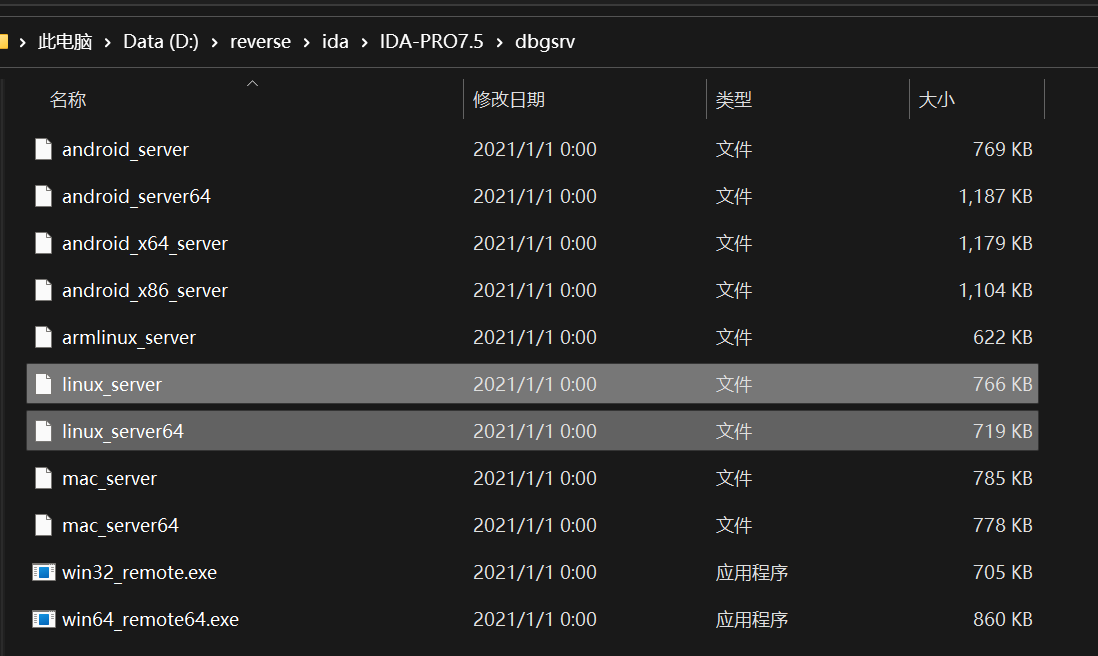 此电脑 › Data (D:) › reverse › ida › IDA-PRO7.5 › dbgsrv
名称 修改日期 类型 大小
android_server 2021/1/1 0:00 文件 769 KB
android_server64 2021/1/1 0:00 文件 1,187 KB
android_x64_server 2021/1/1 0:00 文件 1,179 KB
android_x86_server 2021/1/1 0:00 文件 1,104 KB
armlinux_server 2021/1/1 0:00 文件 622 KB
linux_server 2021/1/1 0:00 文件 766 KB
linux_server64 2021/1/1 0:00 文件 719 KB
mac_server 2021/1/1 0:00 文件 785 KB
mac_server64 2021/1/1 0:00 文件 778 KB
win32_remote.exe 2021/1/1 0:00 应用程序 705 KB
win64_remote64.exe 2021/1/1 0:00 应用程序 860 KB